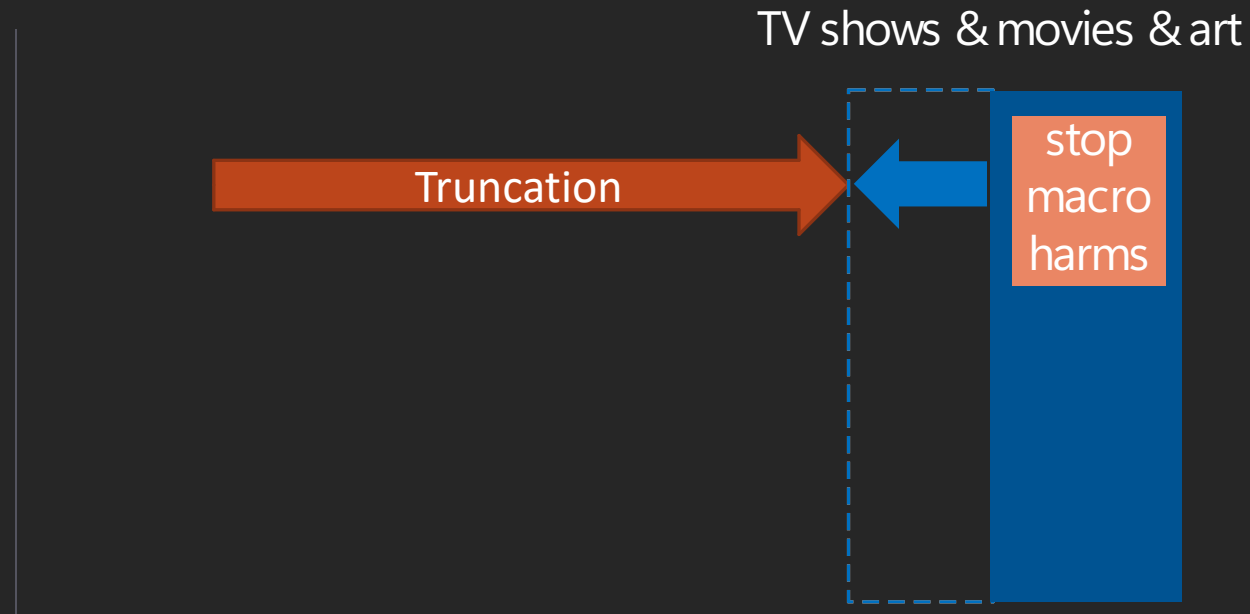 TV shows & movies & art
Truncation
stop
macro
harms